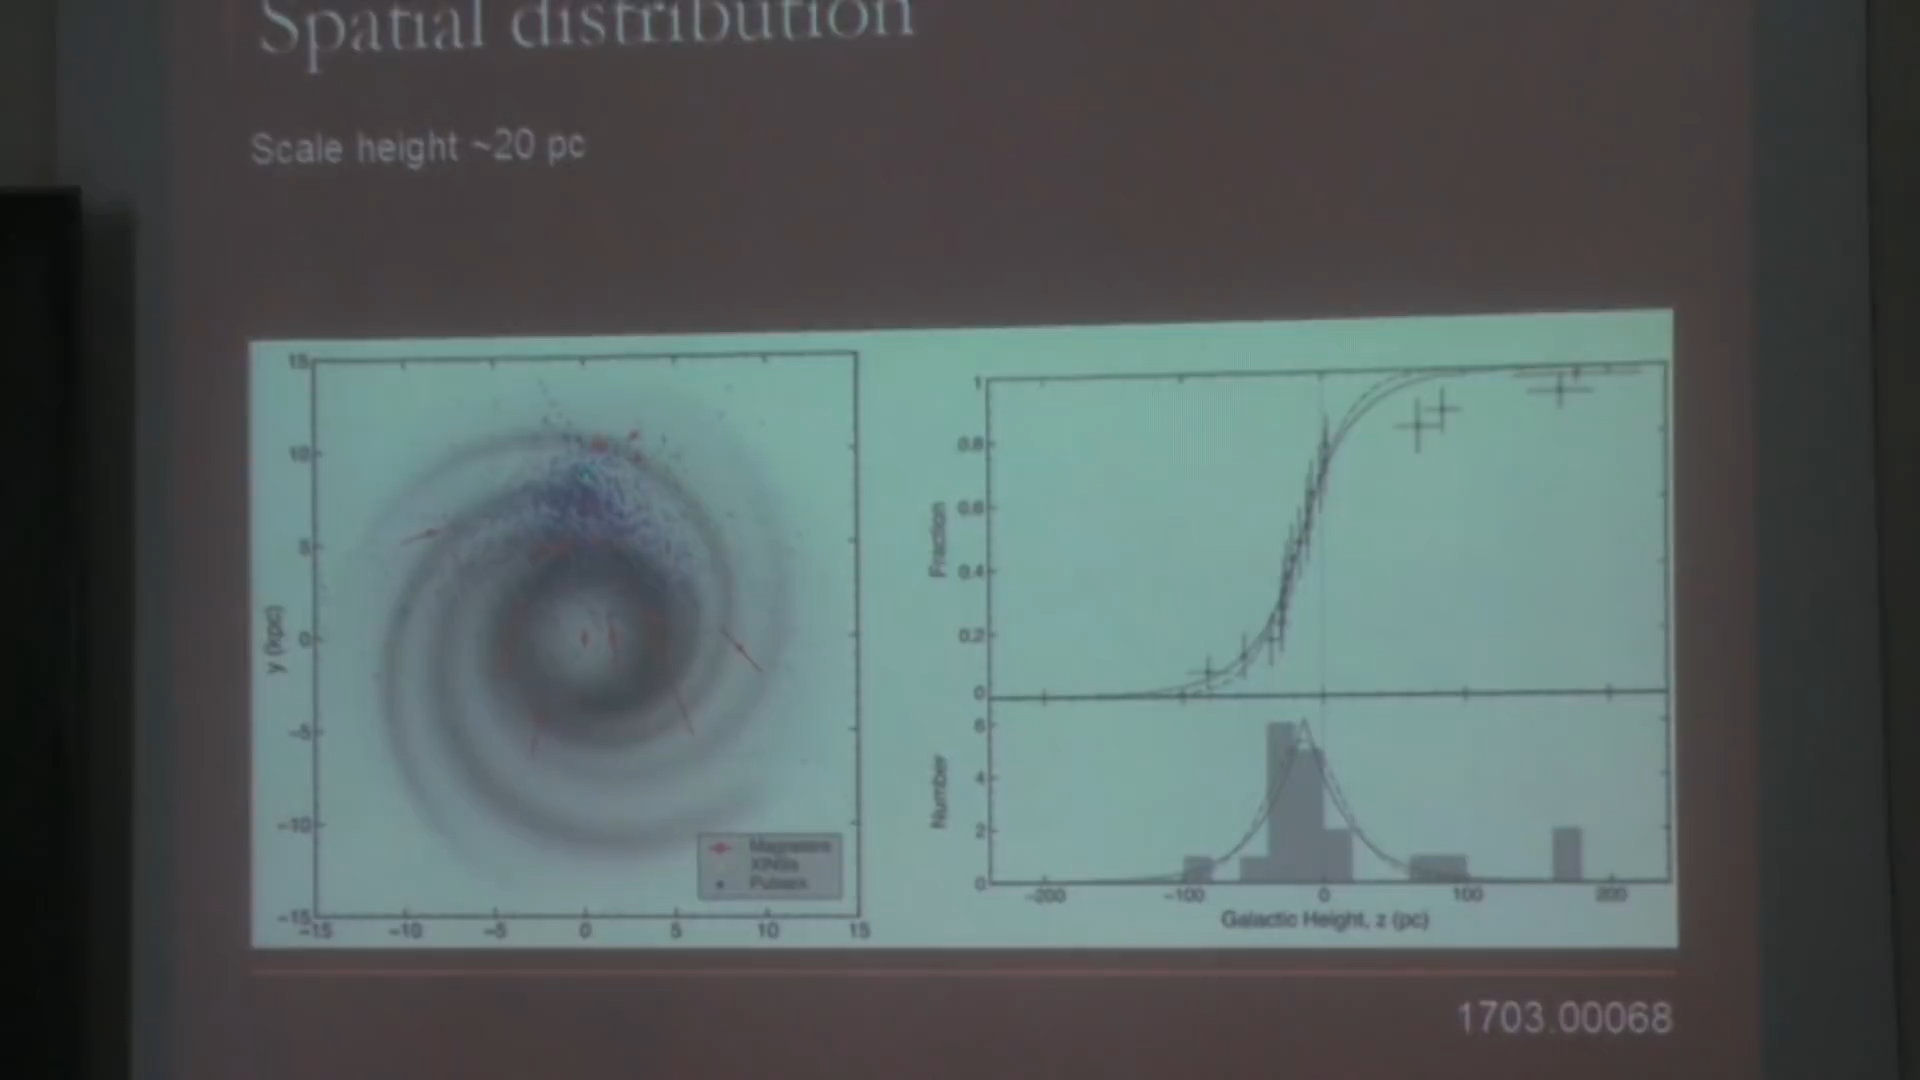 Spatial distribution
Scale height ~20 pc
15
10
5
0
-5
-10
-15
y (kpc)
-15 -10 -5 0 5 10 15
Magnetars
XINSs
Pulsars
1
0.8
0.6
0.4
0.2
0
Fraction
6
4
2
0
Number
-200 -100 0 100 200
Galactic Height, z (pc)
1703.00068